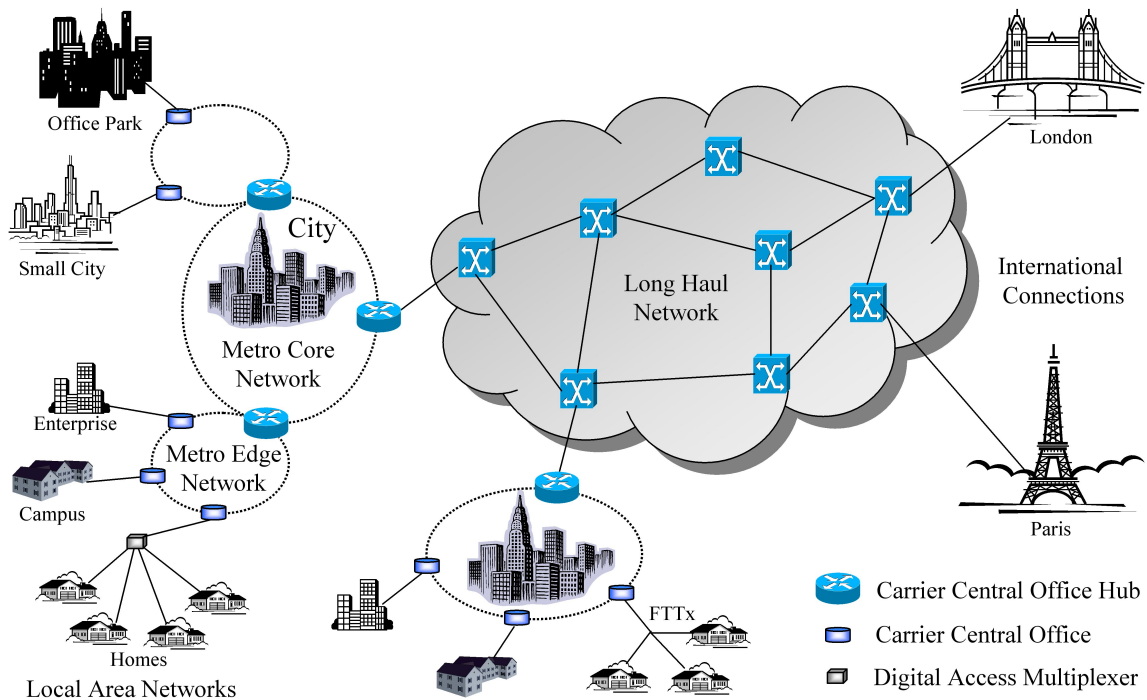 Office Park
Small City
City
Metro Core
Network
Enterprise
Metro Edge
Network
Campus
Homes
Local Area Networks
Long Haul
Network
FTTx
London
International
Connections
Paris
Carrier Central Office Hub
Carrier Central Office
Digital Access Multiplexer